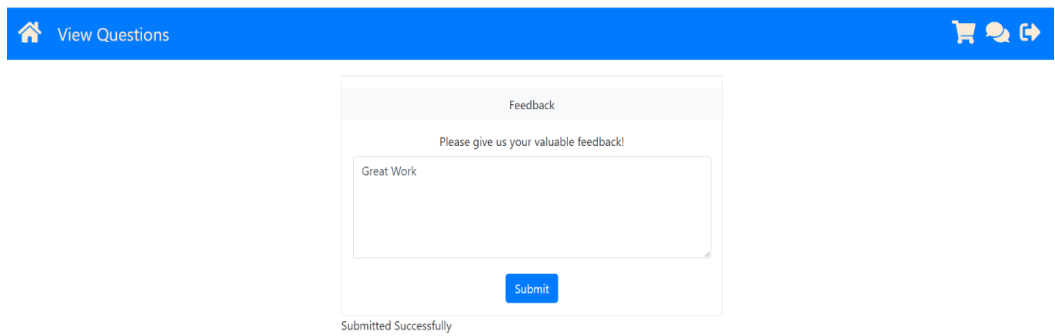 View Questions
Feedback
Please give us your valuable feedback!
Great Work
Submit
Submitted Successfully